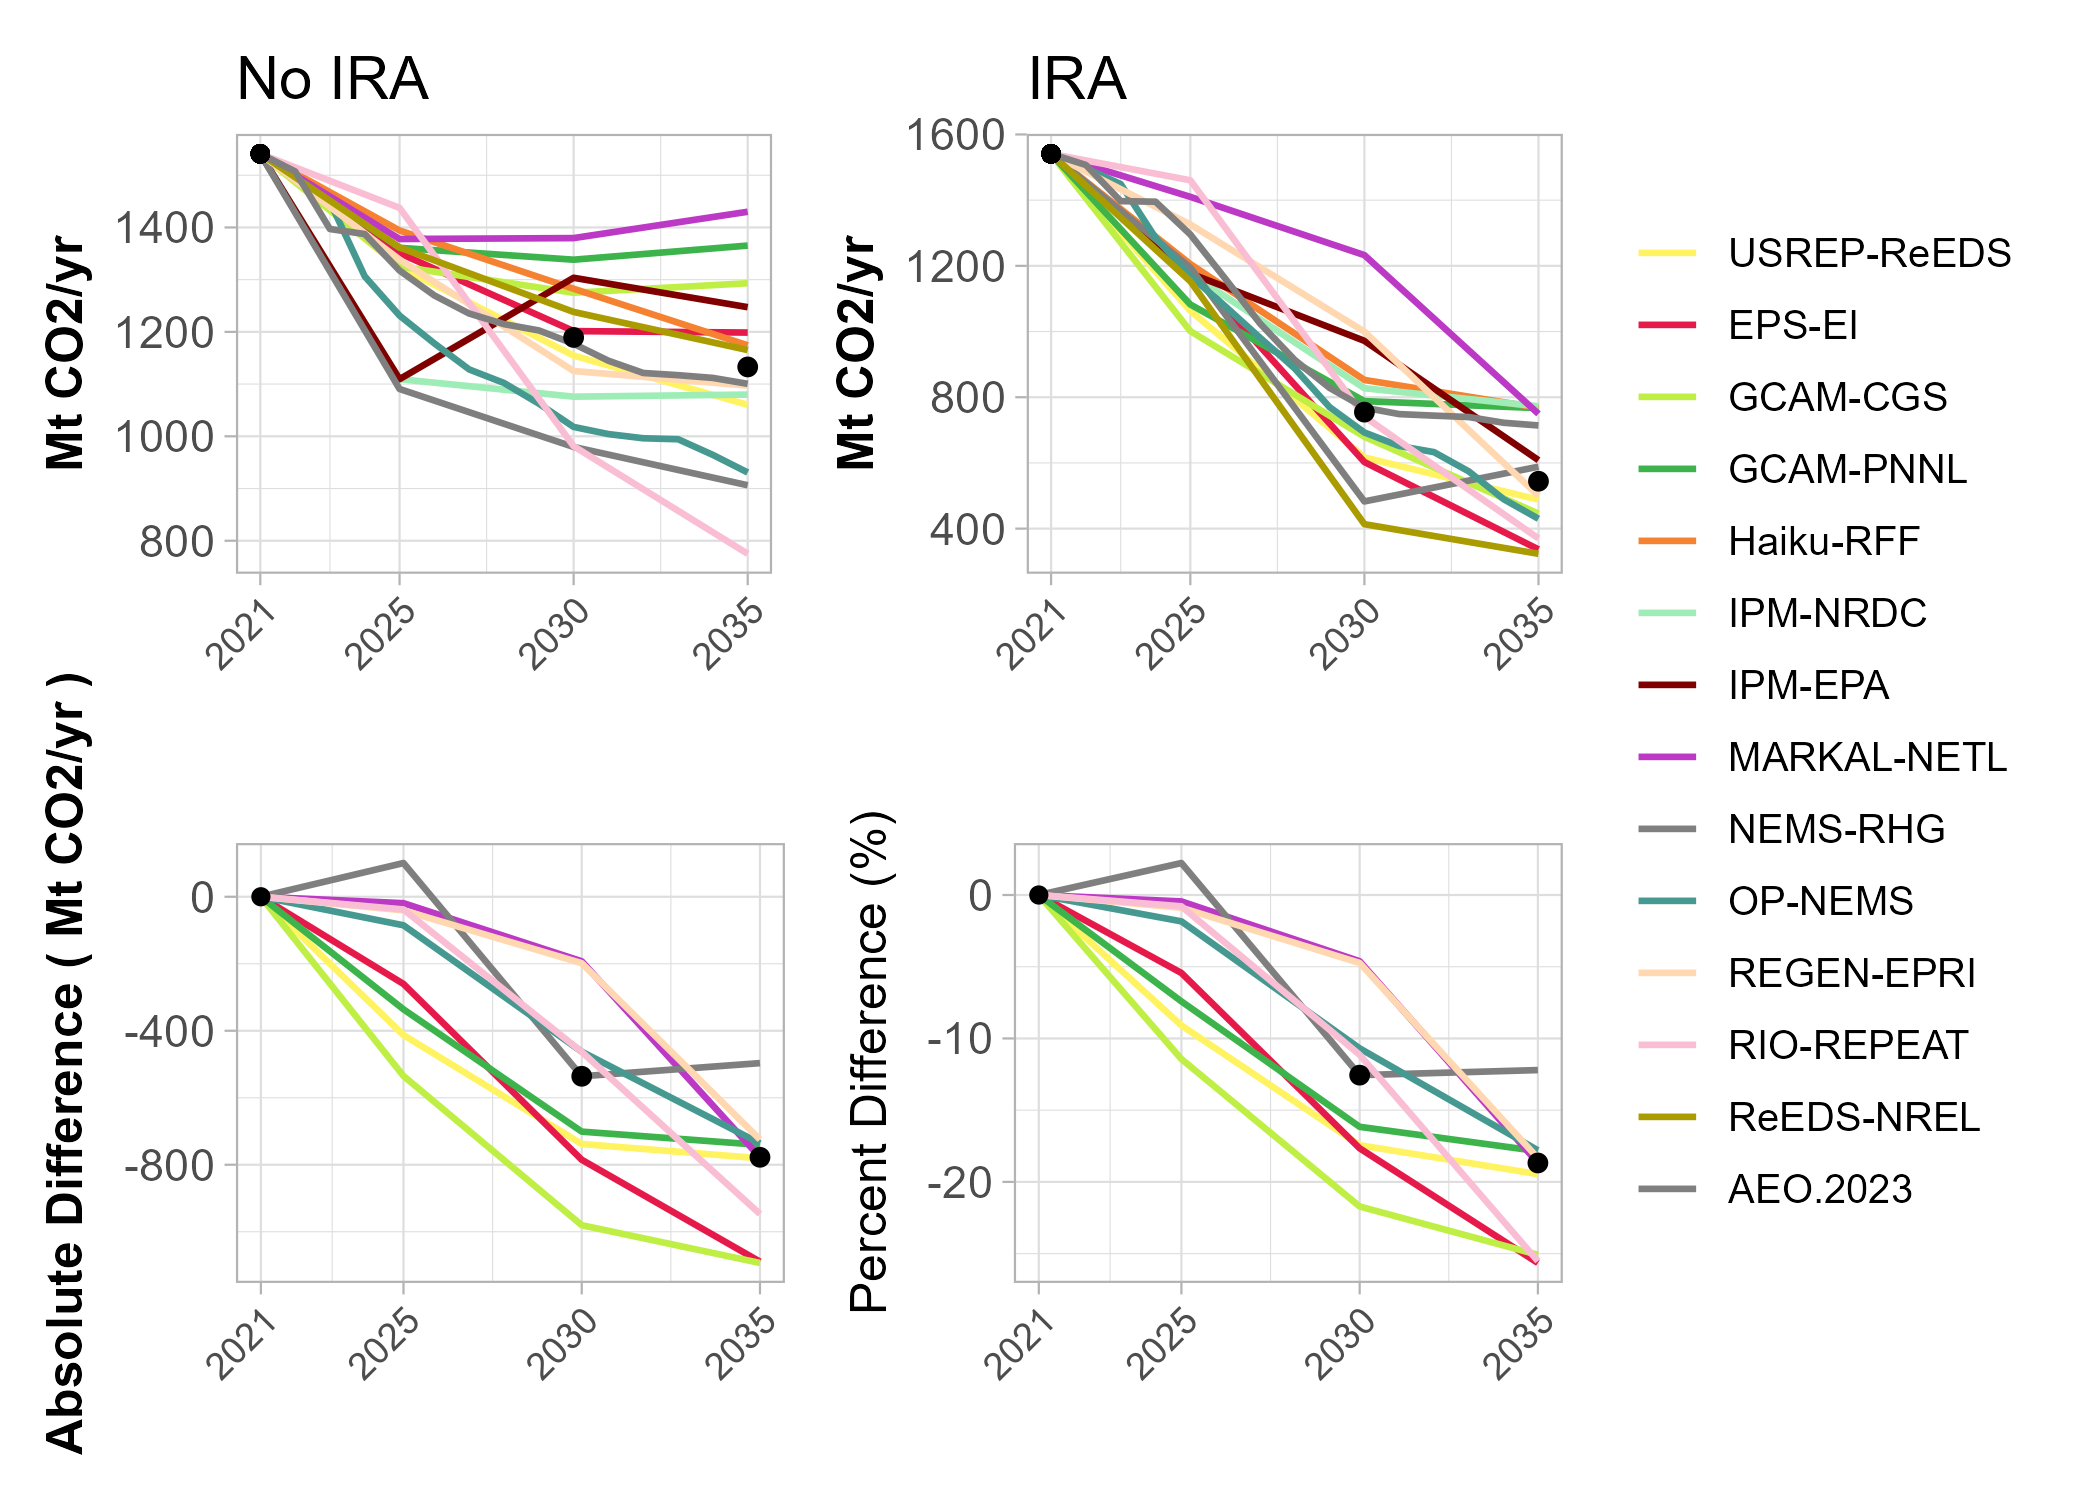 No IRA
IRA
Mt CO2/yr
1400
1200
1000
800
2021
2025
2030
2035
Mt CO2/yr
1600
1200
800
400
2021
2025
2030
2035
Absolute Difference ( Mt CO2/yr )
0
-400
-800
2021
2025
2030
2035
Percent Difference (%)
0
-10
-20
2021
2025
2030
2035
USREP-ReEDS
EPS-EI
GCAM-CGS
GCAM-PNNL
Haiku-RFF
IPM-NRDC
IPM-EPA
MARKAL-NETL
NEMS-RHG
OP-NEMS
REGEN-EPRI
RIO-REPEAT
ReEDS-NREL
AEO.2023